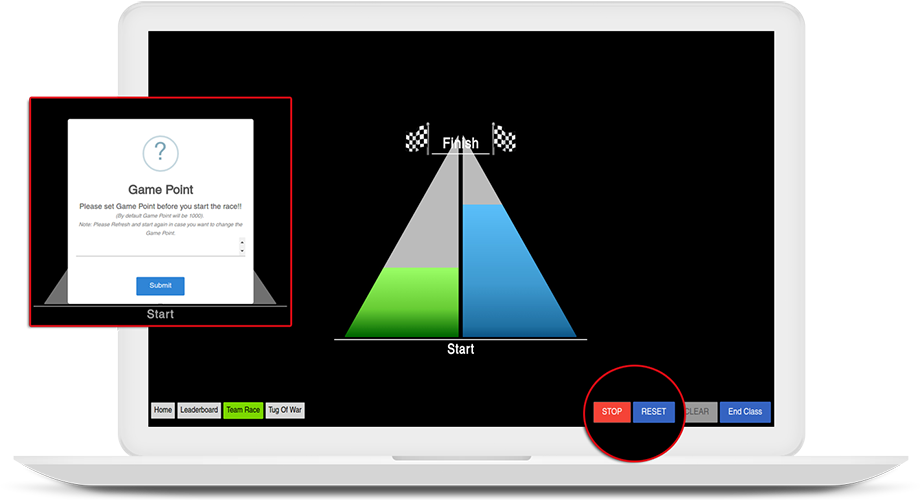 Finish
?
Game Point
Please set Game Point before you start the race!!
(By default Game Point will be 1000).
Note: Please Refresh and start again in case you want to change the
Game Point.
Submit
Start
Start
Home Leaderboard Team Race Tug Of War
STOP RESET CLEAR End Class